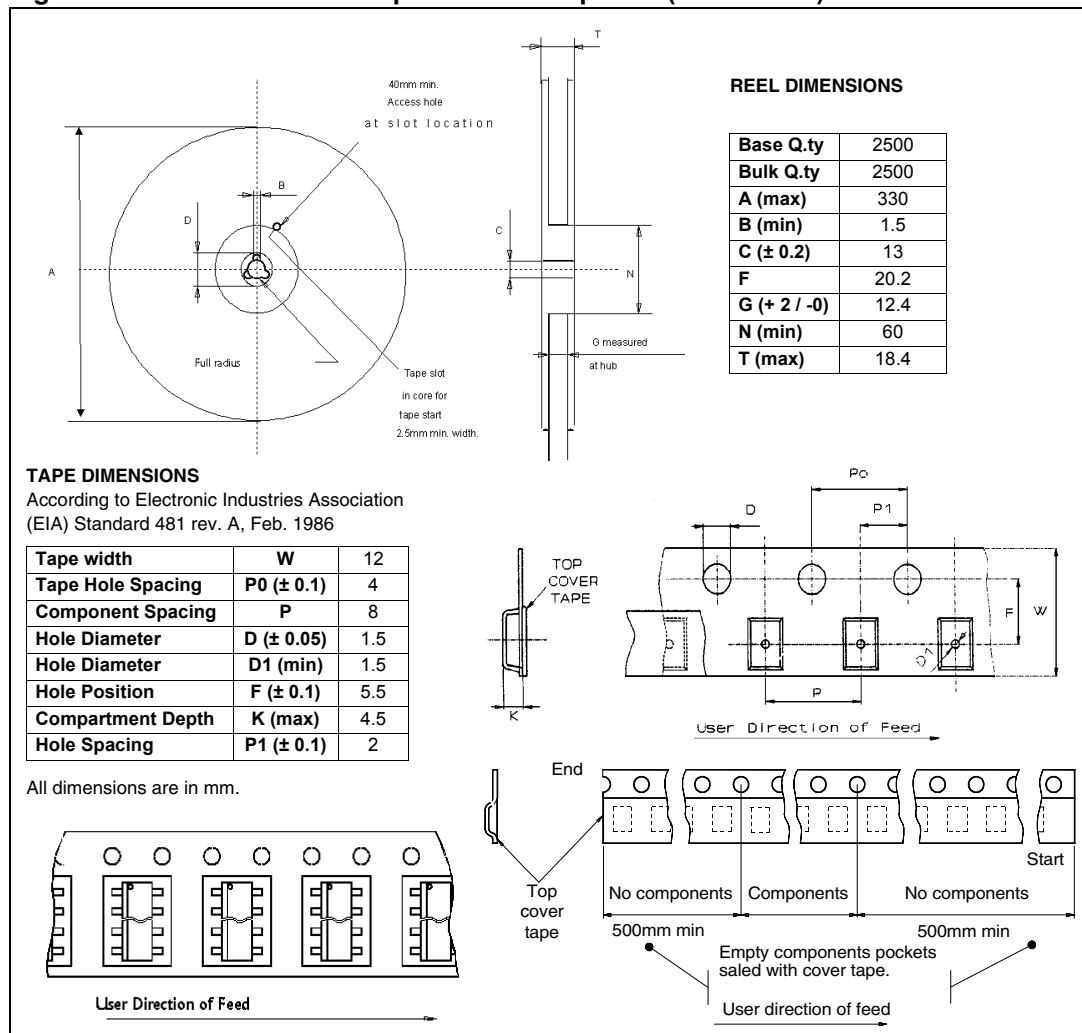 T
40mm min.
Access hole
at slot location
B
D
C
A
N
Full radius
Tape slot
in core for
tape start
2.5mm min. width.
G measured
at hub
REEL DIMENSIONS
Base Q.ty 2500
Bulk Q.ty 2500
A (max) 330
B (min) 1.5
C (± 0.2) 13
F 20.2
G (+ 2 / -0) 12.4
N (min) 60
T (max) 18.4
TAPE DIMENSIONS
According to Electronic Industries Association
(EIA) Standard 481 rev. A, Feb. 1986
Tape width W 12
Tape Hole Spacing P0 (± 0.1) 4
Component Spacing P 8
Hole Diameter D (± 0.05) 1.5
Hole Diameter D1 (min) 1.5
Hole Position F (± 0.1) 5.5
Compartment Depth K (max) 4.5
Hole Spacing P1 (± 0.1) 2
All dimensions are in mm.
Po
D
P1
TOP
COVER
TAPE
F
W
D1
K
P
User Direction of Feed
End
Start
Top
cover
tape
No components Components No components
500mm min 500mm min
Empty components pockets
saled with cover tape.
User direction of feed
User Direction of Feed